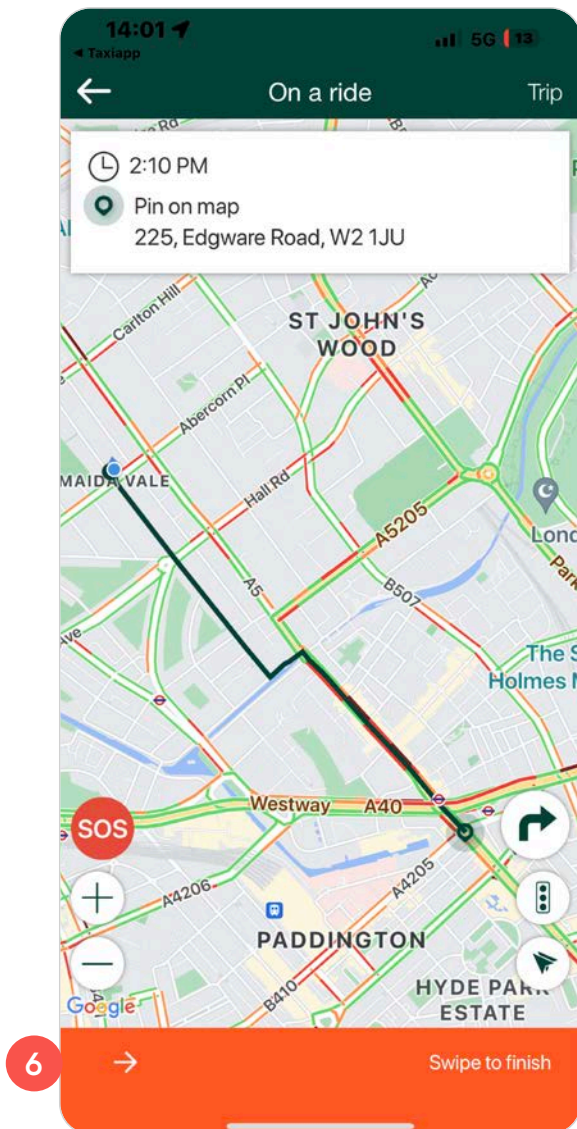 14:01
5G 13
◄ Taxiapp
On a ride
Trip
2:10 PM
Pin on map
225, Edgware Road, W2 1JU
Carlton Hill
ST JOHN'S
WOOD
Abercorn Pl
MAIDA VALE
Hall Rd
A5205
Lond
Park
A5
B507
Ave
The S
Holmes M
Westway
A40
SOS
A4206
A4205
PADDINGTON
HYDE PARK
ESTATE
B410
Google
6
Swipe to finish